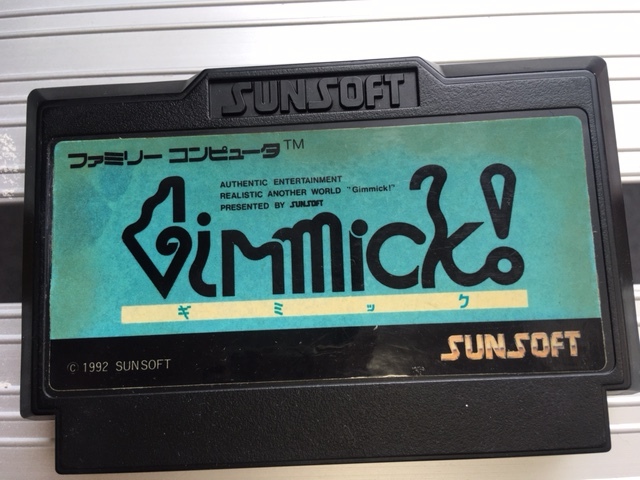 SUNSOFT
ファミリー コンピュータ™
AUTHENTIC ENTERTAINMENT
REALISTIC ANOTHER WORLD "Gimmick!"
PRESENTED BY SUNSOFT
Gimmick!
ギミック
SUNSOFT
© 1992 SUNSOFT